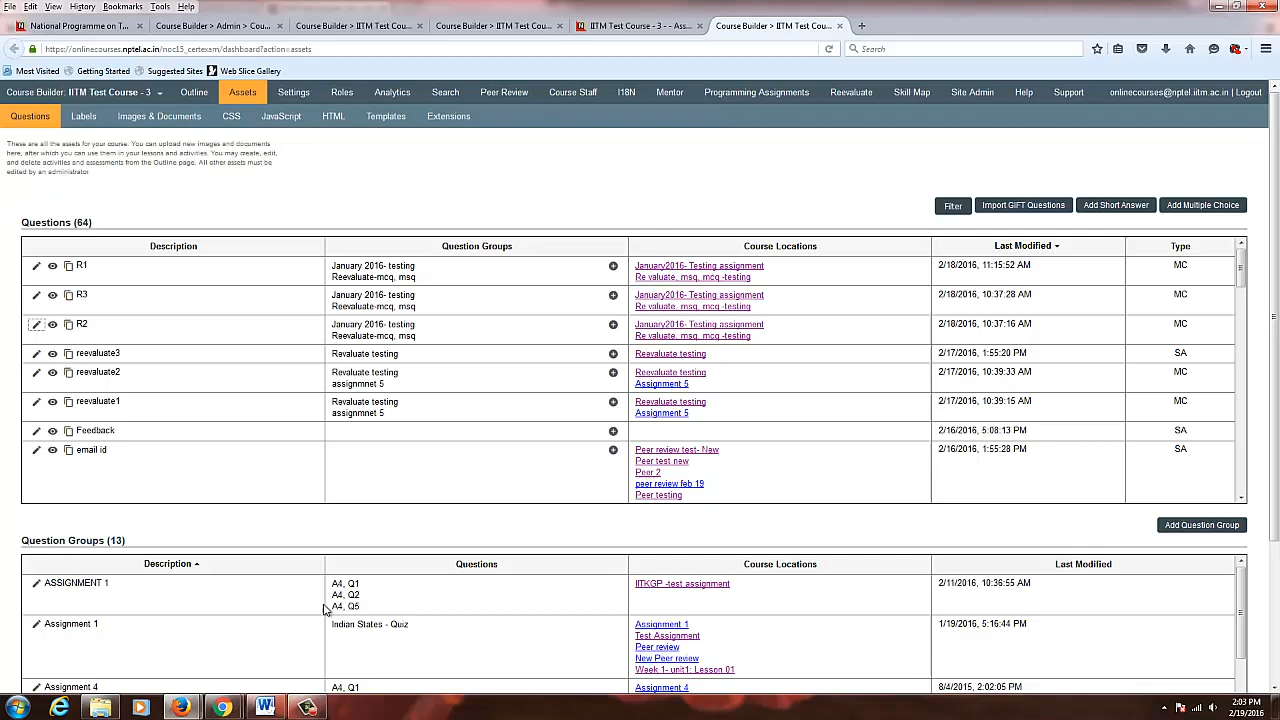 File Edit View History Bookmarks Tools Help
National Programme on T...
Course Builder > Admin > Cou...
Course Builder > IITM Test Cou...
Course Builder > IITM Test Cou...
IITM Test Course - 3 - - Ass...
Course Builder > IITM Test Cou...
https://onlinecourses.nptel.ac.in/noc15_certexam/dashboard?action=assets
Search
Most Visited Getting Started Suggested Sites Web Slice Gallery
Course Builder: IITM Test Course - 3 Outline Assets Settings Roles Analytics Search Peer Review Course Staff I18N Mentor Programming Assignments Reevaluate Skill Map Site Admin Help Support onlinecourses@nptel.iitm.ac.in | Logout
Questions Labels Images & Documents CSS JavaScript HTML Templates Extensions
These are all the assets for your course. You can upload new images and documents
here, after which you can use them in your lessons and activities. You may create, edit,
and delete activities and assessments from the Outline page. All other assets must be
edited by an administrator.
Filter Import GIFT Questions Add Short Answer Add Multiple Choice
Questions (64)
Description Question Groups Course Locations Last Modified Type
R1 January 2016- testing January2016- Testing assignment 2/18/2016, 11:15:52 AM MC
Reevaluate-mcq, msq Re valuate, msq, mcq -testing
R3 January 2016- testing January2016- Testing assignment 2/18/2016, 10:37:28 AM MC
Reevaluate-mcq, msq Re valuate, msq, mcq -testing
R2 January 2016- testing January2016- Testing assignment 2/18/2016, 10:37:16 AM MC
Reevaluate-mcq, msq Re valuate, msq, mcq -testing
reevaluate3 Revaluate testing Reevaluate testing 2/17/2016, 1:55:20 PM SA
reevaluate2 Revaluate testing Reevaluate testing 2/17/2016, 10:39:33 AM MC
assignmnet 5 Assignment 5
reevaluate1 Revaluate testing Reevaluate testing 2/17/2016, 10:39:15 AM MC
assignmnet 5 Assignment 5
Feedback 2/16/2016, 5:08:13 PM SA
email id Peer review test- New 2/16/2016, 1:55:28 PM SA
Peer test new
Peer 2
peer review feb 19
Peer testing
Add Question Group
Question Groups (13)
Description Questions Course Locations Last Modified
ASSIGNMENT 1 A4, Q1 IITKGP -test assignment 2/11/2016, 10:36:55 AM
A4, Q2
A4, Q5
Assignment 1 Indian States - Quiz Assignment 1 1/19/2016, 5:16:44 PM
Test Assignment
Peer review
New Peer review
Week 1- unit1: Lesson 01
Assignment 4 A4, Q1 Assignment 4 8/4/2015, 2:02:05 PM
2:03 PM
2/19/2016